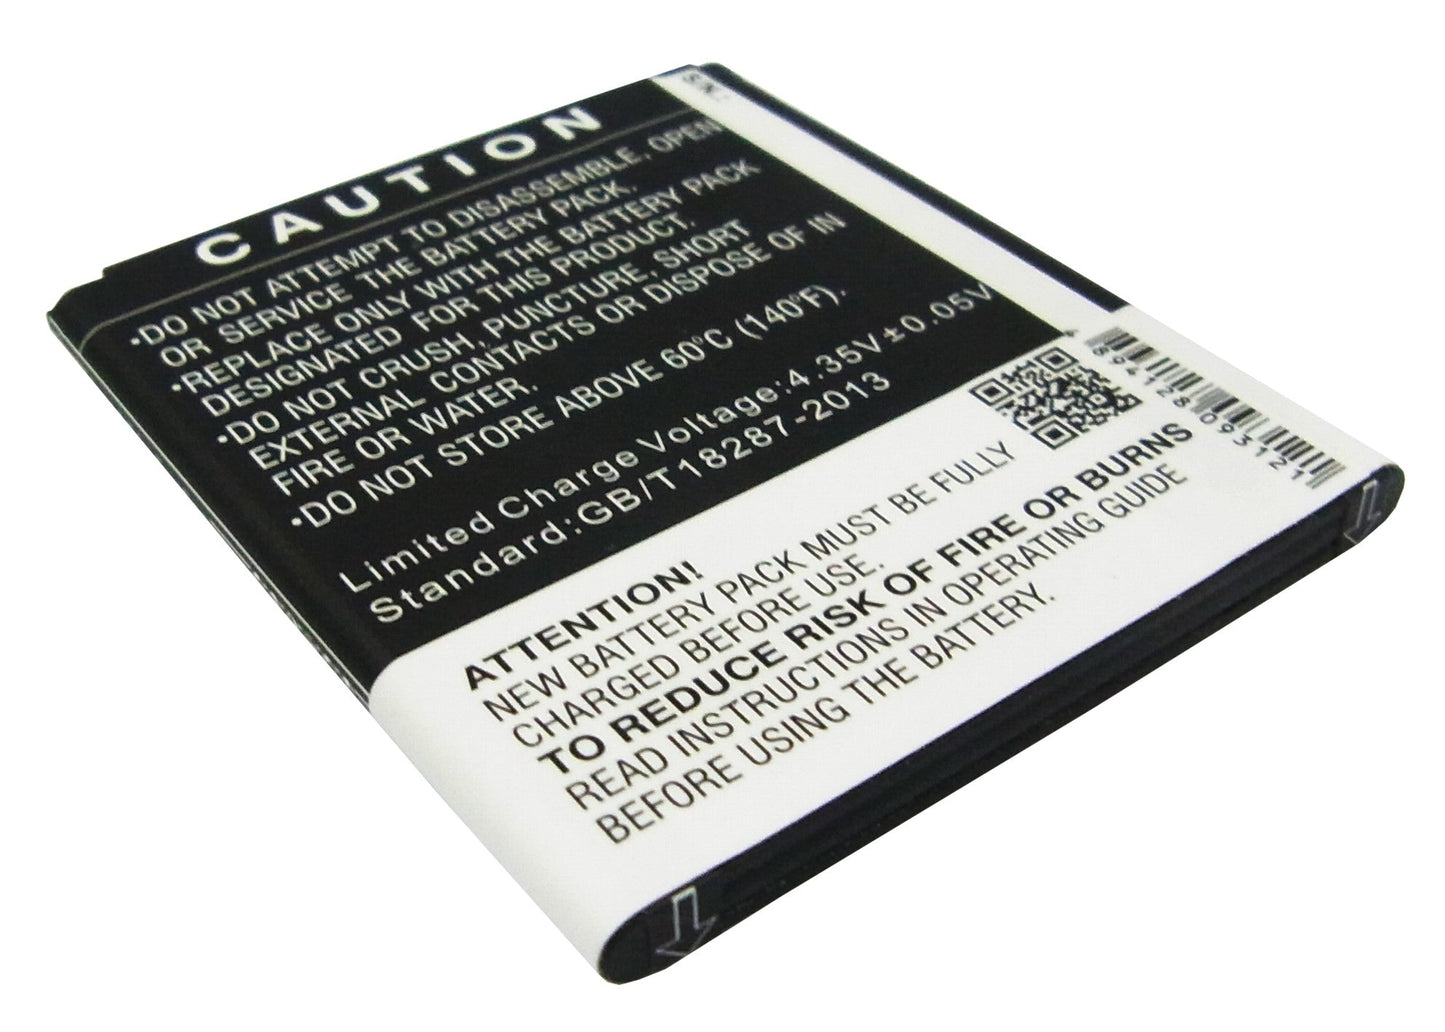 S/N.:
CAUTION
•DO NOT ATTEMPT TO DISASSEMBLE, OPEN
OR SERVICE THE BATTERY PACK.
•REPLACE ONLY WITH THE BATTERY PACK
DESIGNATED FOR THIS PRODUCT.
•DO NOT CRUSH, PUNCTURE, SHORT
EXTERNAL CONTACTS OR DISPOSE OF IN
FIRE OR WATER.
•DO NOT STORE ABOVE 60°C (140°F).
Limited Charge Voltage:4.35V±0.05V
Standard:GB/T18287-2013
4 894128 093121
ATTENTION!
NEW BATTERY PACK MUST BE FULLY
CHARGED BEFORE USE.
TO REDUCE RISK OF FIRE OR BURNS
READ INSTRUCTIONS IN OPERATING GUIDE
BEFORE USING THE BATTERY.